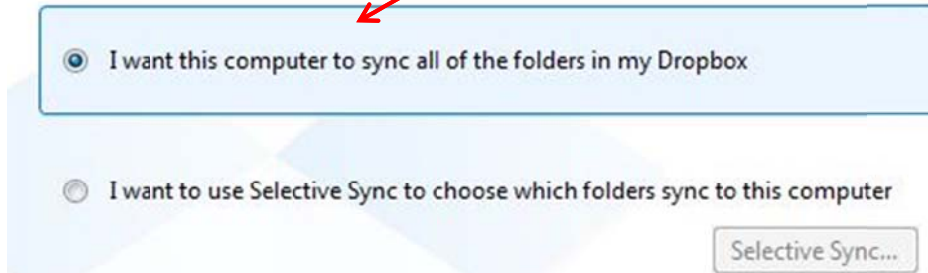 I want this computer to sync all of the folders in my Dropbox
I want to use Selective Sync to choose which folders sync to this computer
Selective Sync...